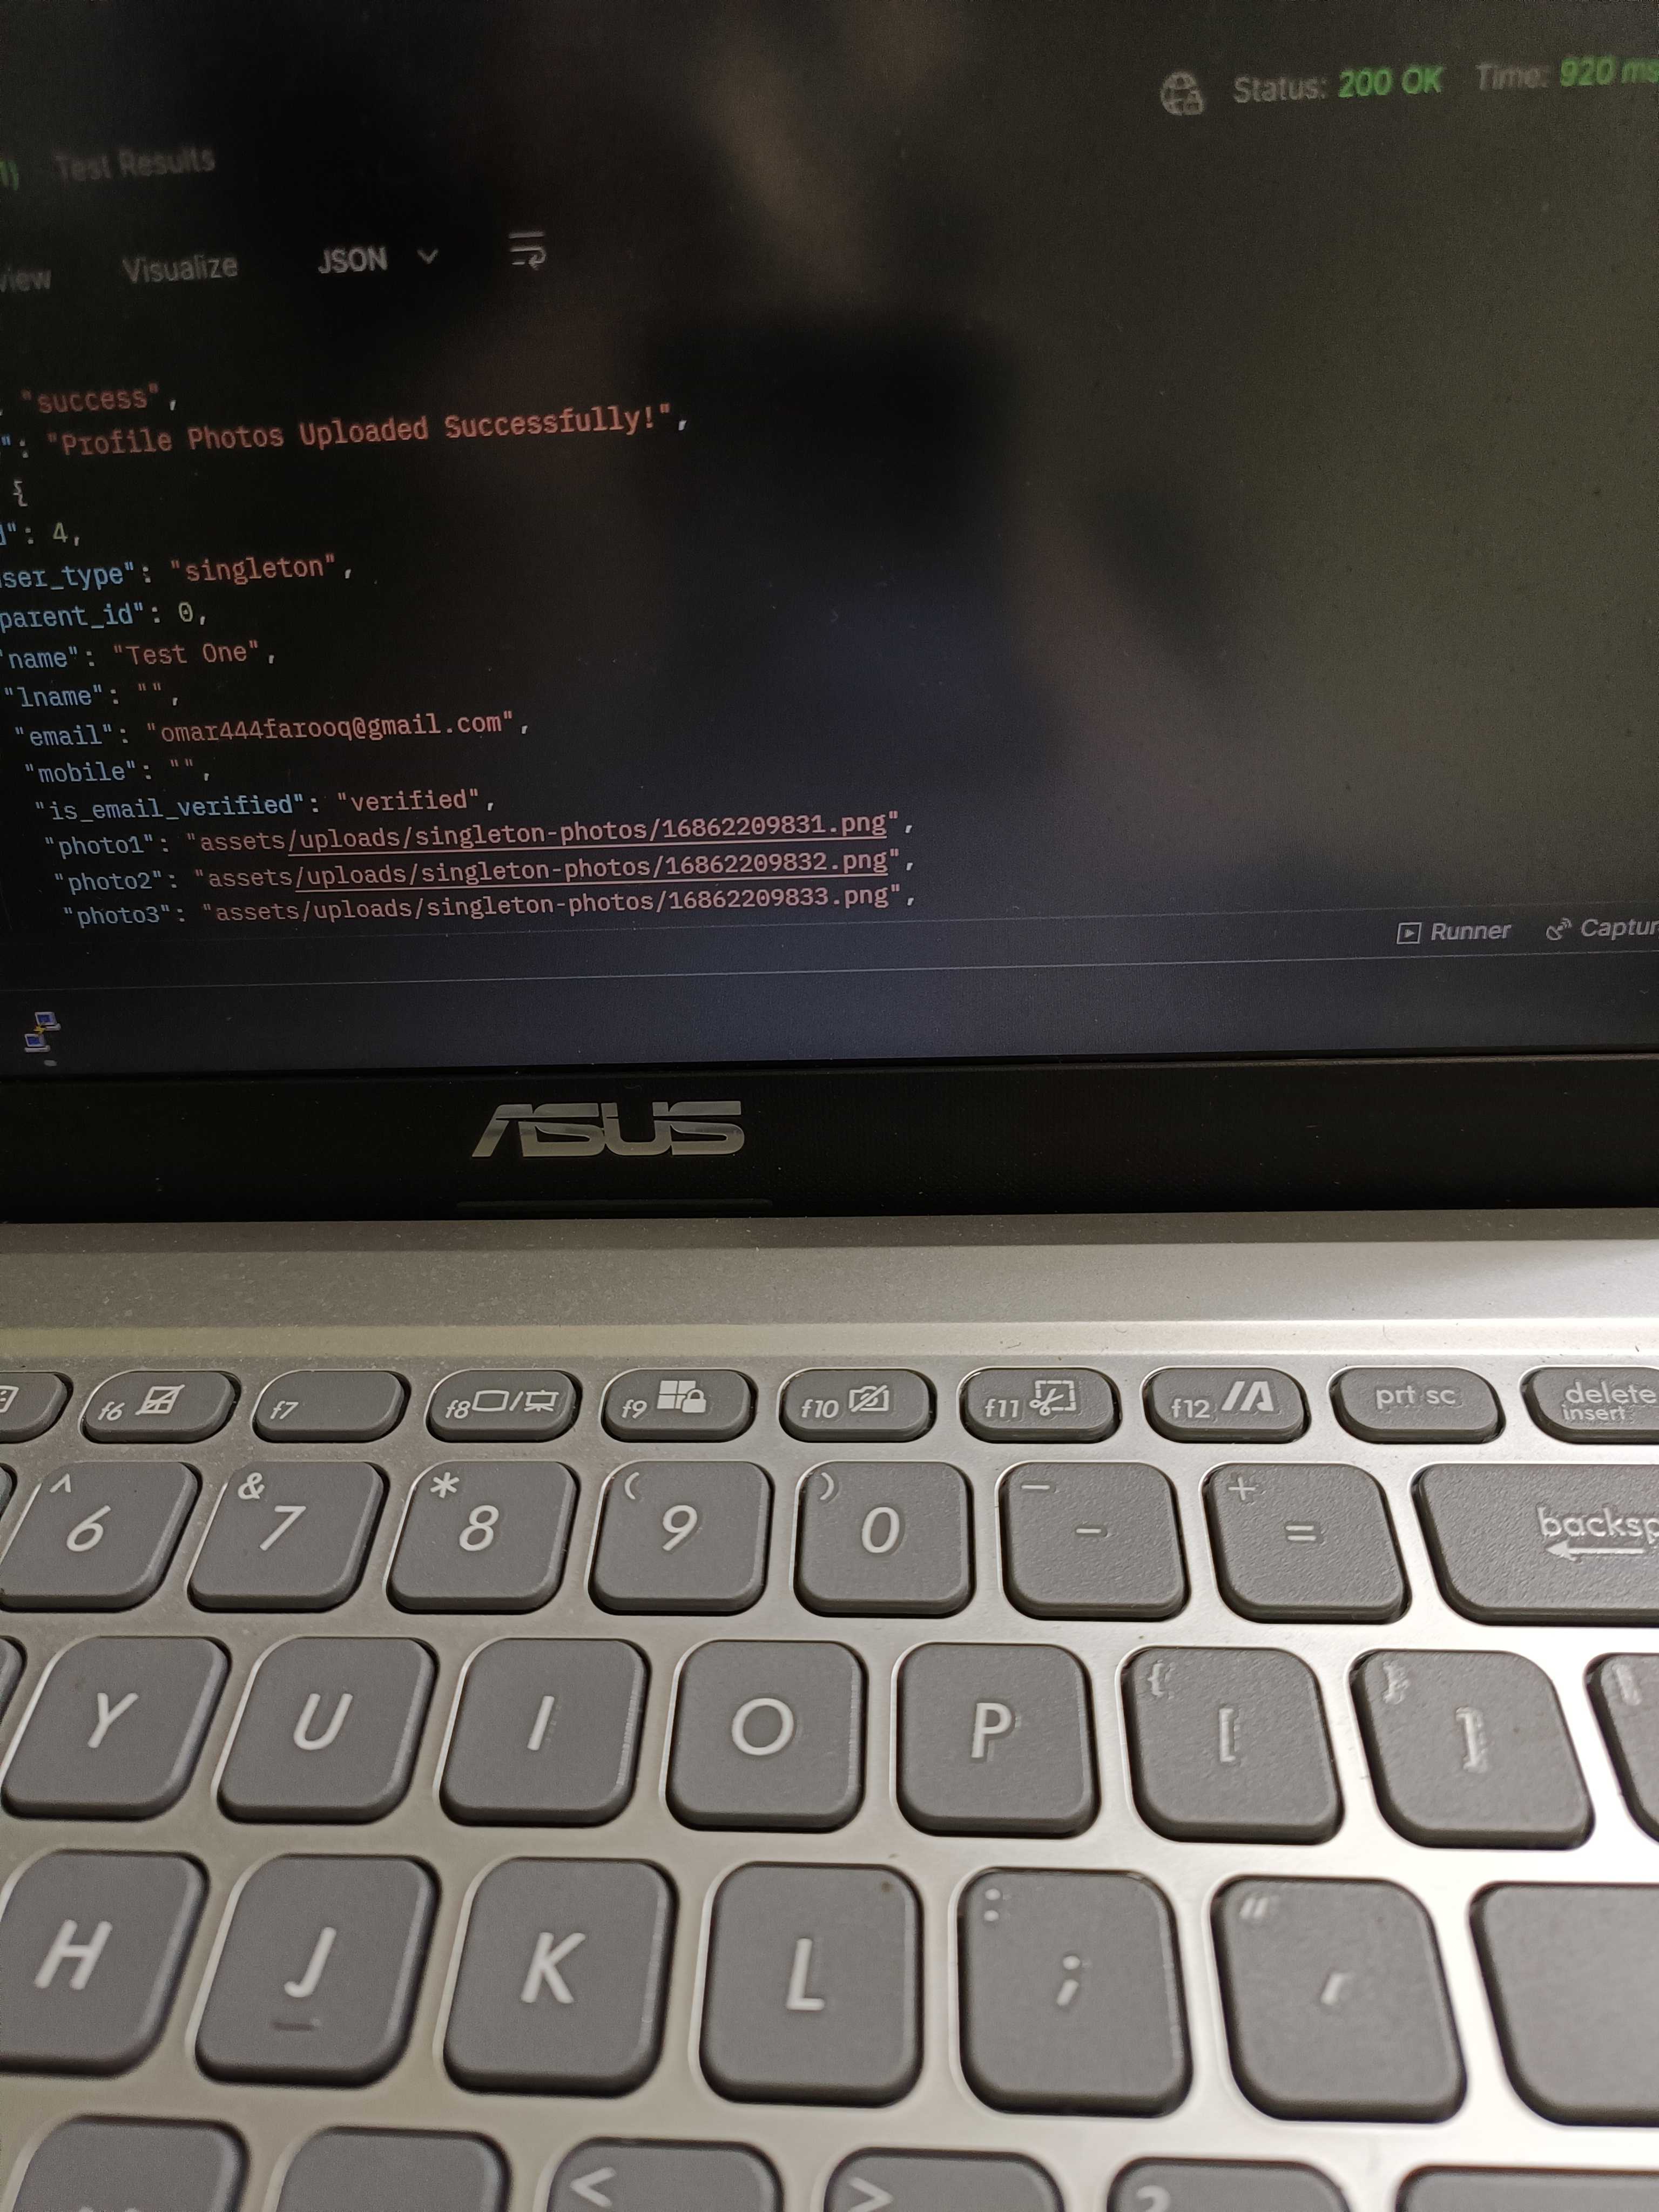 Status: 200 OK Time: 920 ms
Test Results
Visualize JSON
"success",
": "Profile Photos Uploaded Successfully!",
{
": 4,
ser_type": "singleton",
parent_id": 0,
"name": "Test One",
"lname": "",
"email": "omar444farooq@gmail.com",
"mobile": "",
"is_email_verified": "verified",
"photo1": "assets/uploads/singleton-photos/16862209831.png",
"photo2": "assets/uploads/singleton-photos/16862209832.png",
"photo3": "assets/uploads/singleton-photos/16862209833.png",
Runner Captur
ASUS
f6 f7 f8 f9 f10 f11 f12 prt sc delete
insert
^ & * ( ) — +
6 7 8 9 0 - = backsp
{ }
Y U I O P [ ]
: "
H J K L ; '
< > ?